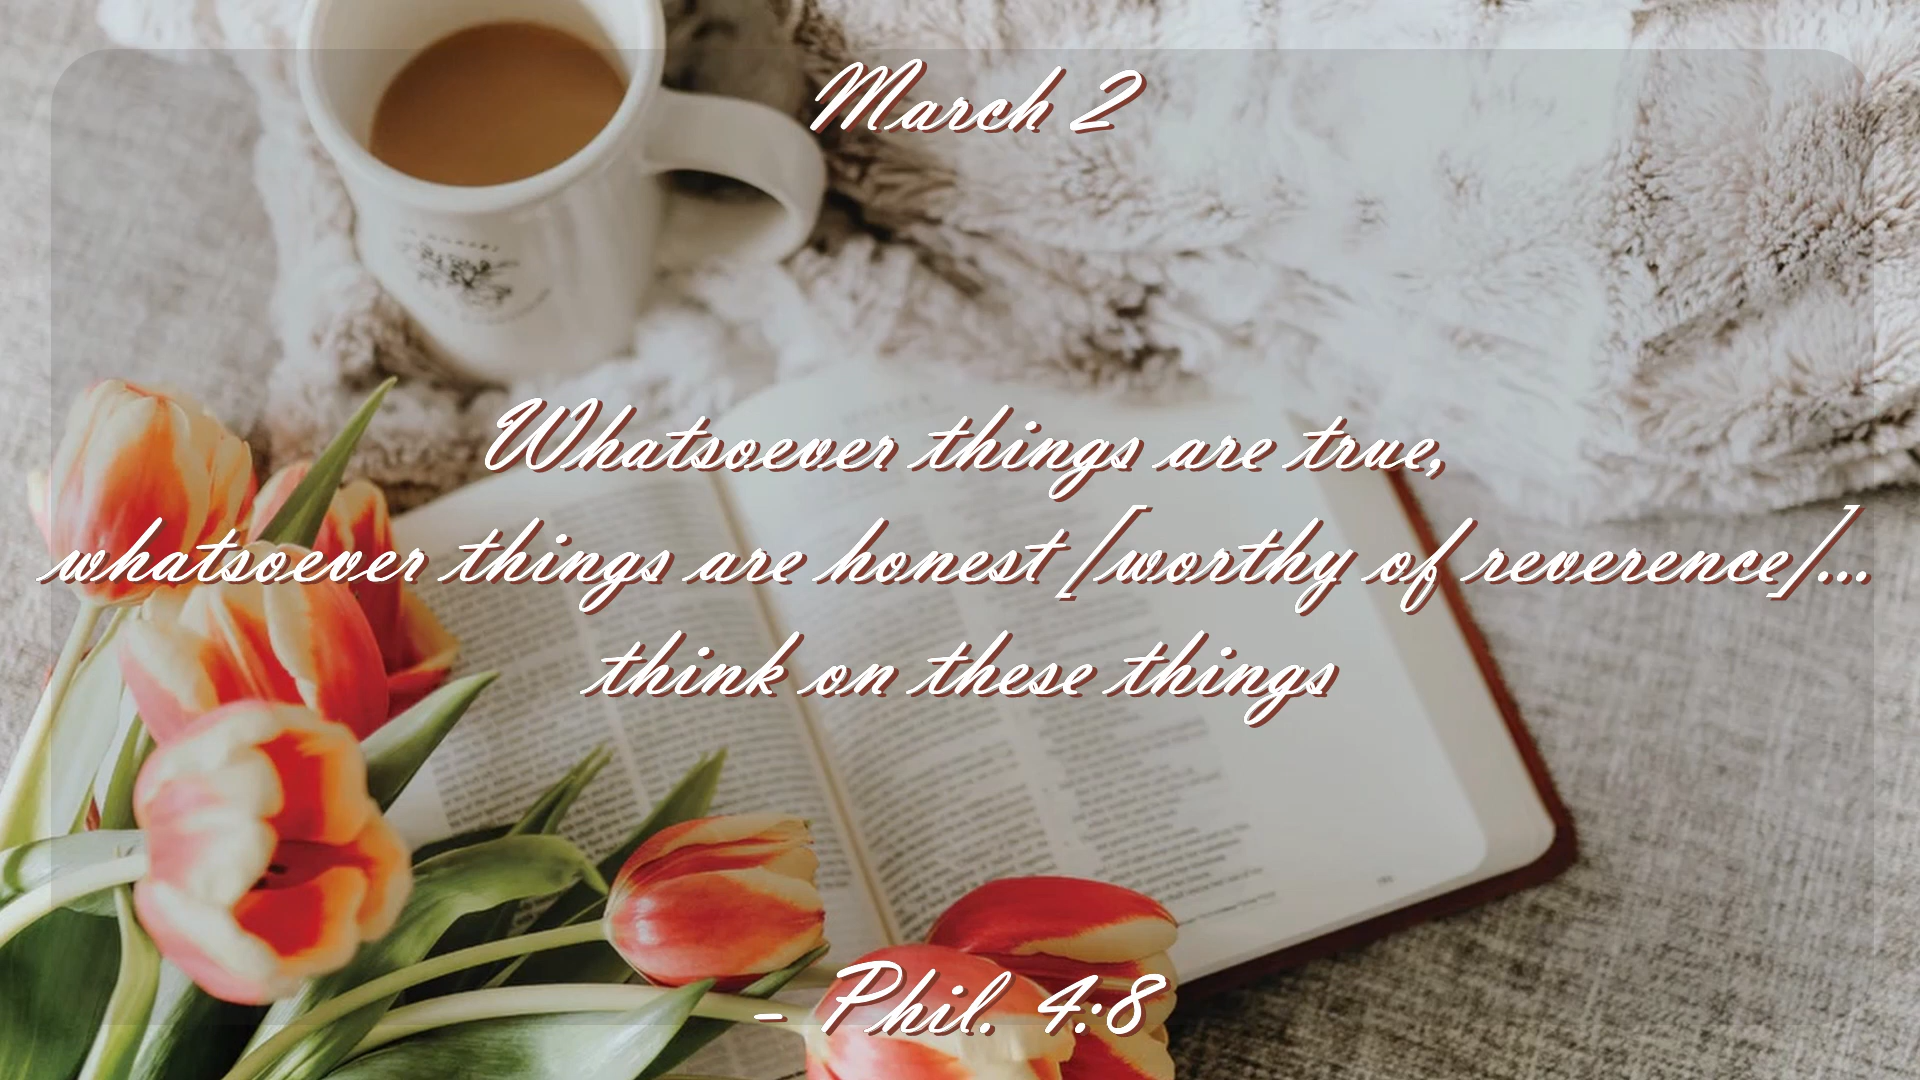 March 2
Whatsoever things are true,
whatsoever things are honest [worthy of reverence]...
think on these things
- Phil. 4:8